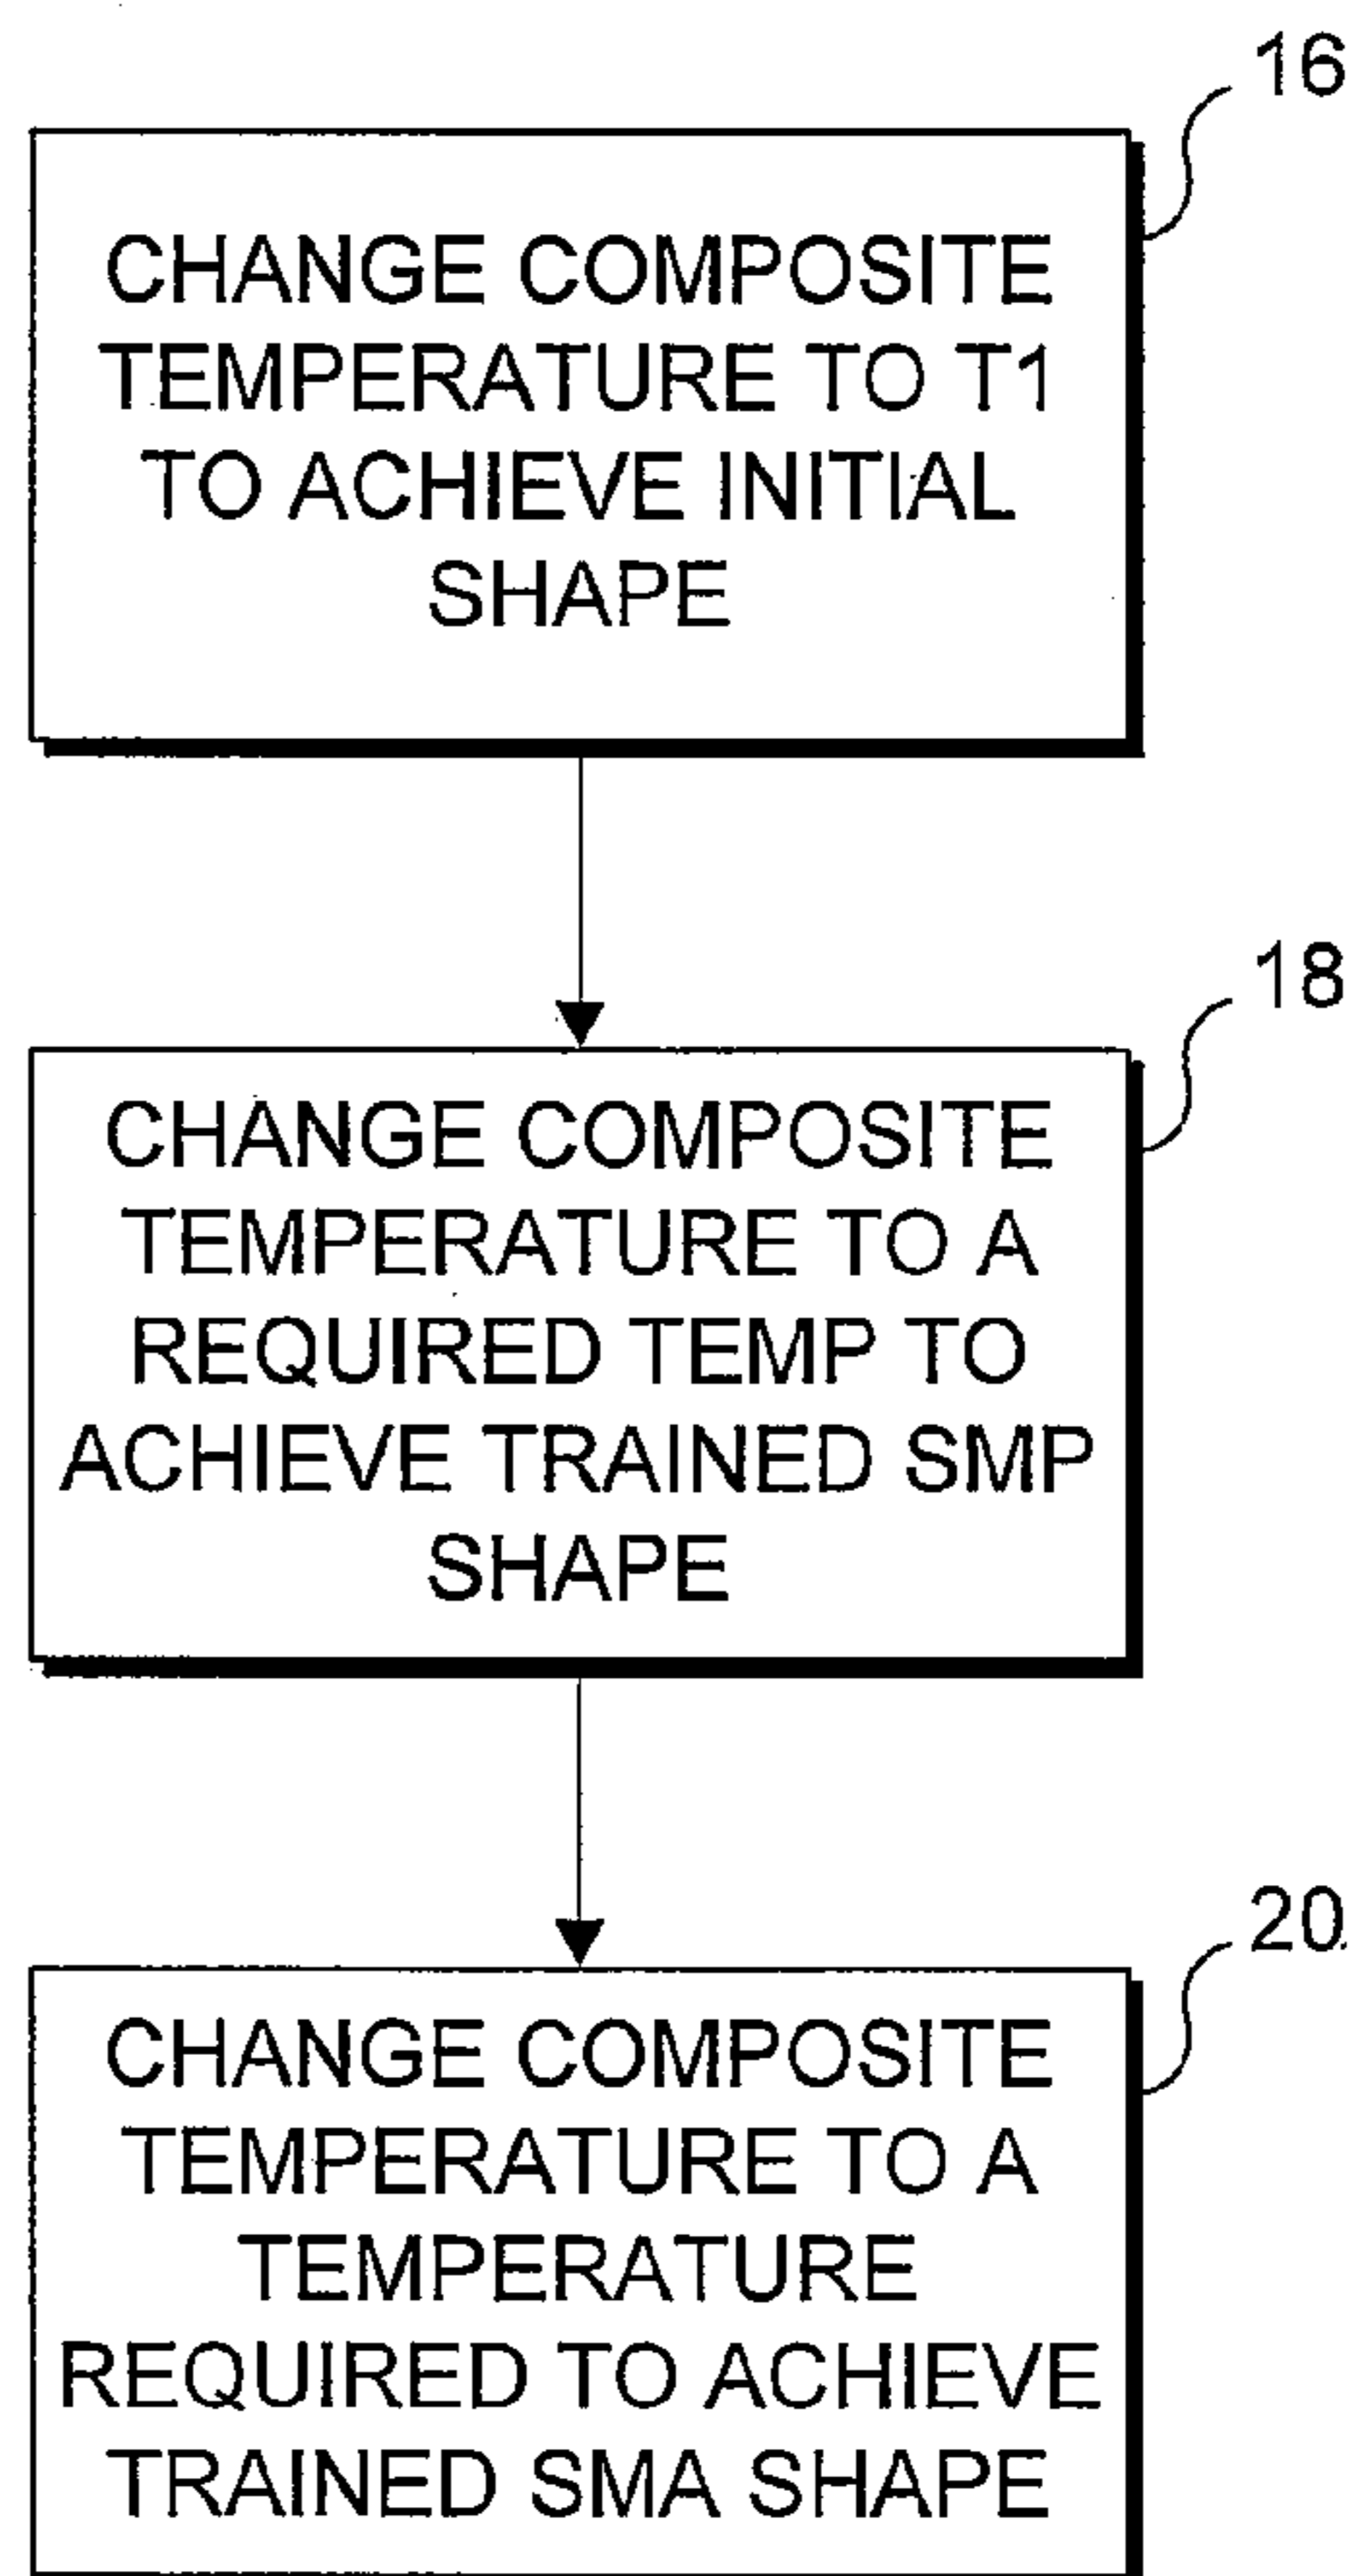 16
CHANGE COMPOSITE
TEMPERATURE TO T1
TO ACHIEVE INITIAL
SHAPE
18
CHANGE COMPOSITE
TEMPERATURE TO A
REQUIRED TEMP TO
ACHIEVE TRAINED SMP
SHAPE
20
CHANGE COMPOSITE
TEMPERATURE TO A
TEMPERATURE
REQUIRED TO ACHIEVE
TRAINED SMA SHAPE